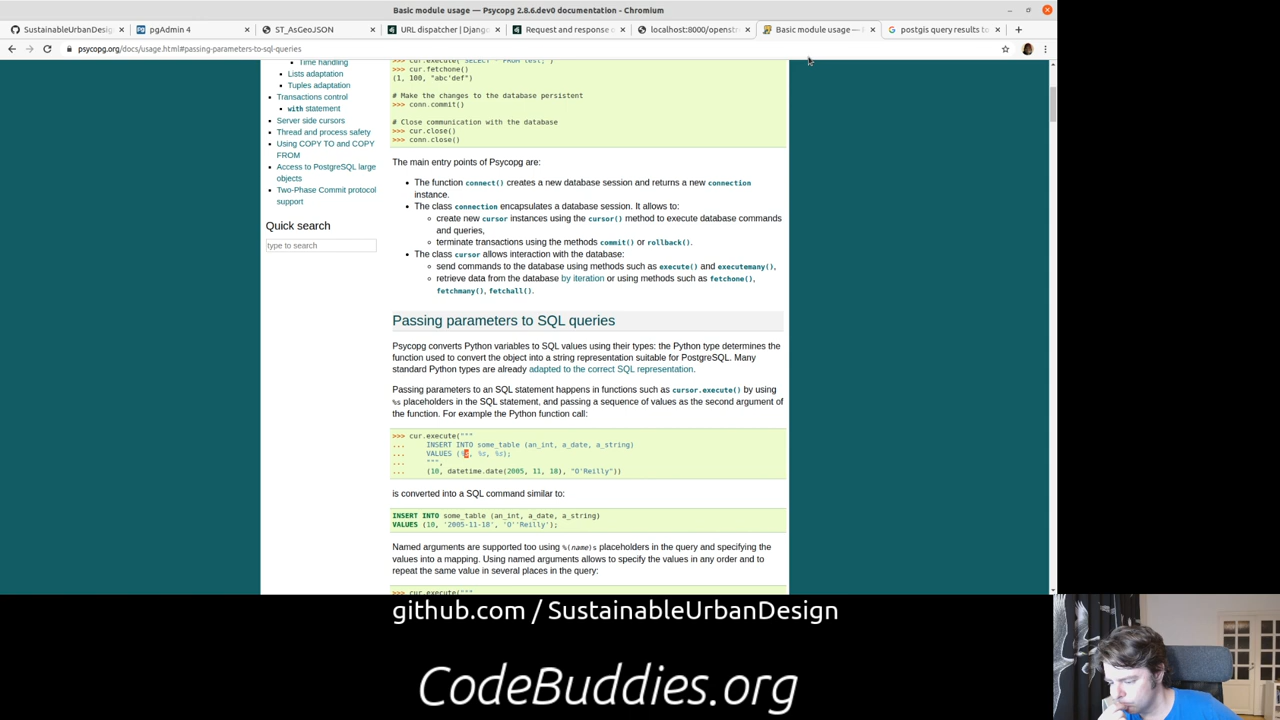 Basic module usage — Psycopg 2.8.6.dev0 documentation - Chromium
SustainableUrbanDesig
pgAdmin 4
ST_AsGeoJSON
URL dispatcher | Django
Request and response o
localhost:8000/openstr
Basic module usage —
postgis query results to
psycopg.org/docs/usage.html#passing-parameters-to-sql-queries
Time handling
Lists adaptation
Tuples adaptation
Transactions control
with statement
Server side cursors
Thread and process safety
Using COPY TO and COPY
FROM
Access to PostgreSQL large
objects
Two-Phase Commit protocol
support
Quick search
type to search
>>> cur.execute("SELECT * FROM test;")
>>> cur.fetchone()
(1, 100, "abc'def")
# Make the changes to the database persistent
>>> conn.commit()
# Close communication with the database
>>> cur.close()
>>> conn.close()
The main entry points of Psycopg are:
The function connect() creates a new database session and returns a new connection
instance.
The class connection encapsulates a database session. It allows to:
create new cursor instances using the cursor() method to execute database commands
and queries,
terminate transactions using the methods commit() or rollback().
The class cursor allows interaction with the database:
send commands to the database using methods such as execute() and executemany(),
retrieve data from the database by iteration or using methods such as fetchone(),
fetchmany(), fetchall().
Passing parameters to SQL queries
Psycopg converts Python variables to SQL values using their types: the Python type determines the
function used to convert the object into a string representation suitable for PostgreSQL. Many
standard Python types are already adapted to the correct SQL representation.
Passing parameters to an SQL statement happens in functions such as cursor.execute() by using
%s placeholders in the SQL statement, and passing a sequence of values as the second argument of
the function. For example the Python function call:
>>> cur.execute("""
... INSERT INTO some_table (an_int, a_date, a_string)
... VALUES (%s, %s, %s);
... """,
... (10, datetime.date(2005, 11, 18), "O'Reilly"))
is converted into a SQL command similar to:
INSERT INTO some_table (an_int, a_date, a_string)
VALUES (10, '2005-11-18', 'O''Reilly');
Named arguments are supported too using %(name)s placeholders in the query and specifying the
values into a mapping. Using named arguments allows to specify the values in any order and to
repeat the same value in several places in the query:
>>> cur.execute("""
github.com / SustainableUrbanDesign
CodeBuddies.org